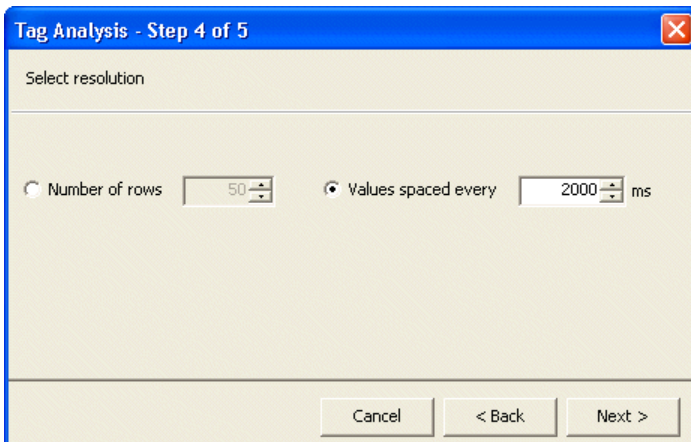 Tag Analysis - Step 4 of 5
Select resolution
Number of rows 50 Values spaced every 2000 ms
Cancel < Back Next >